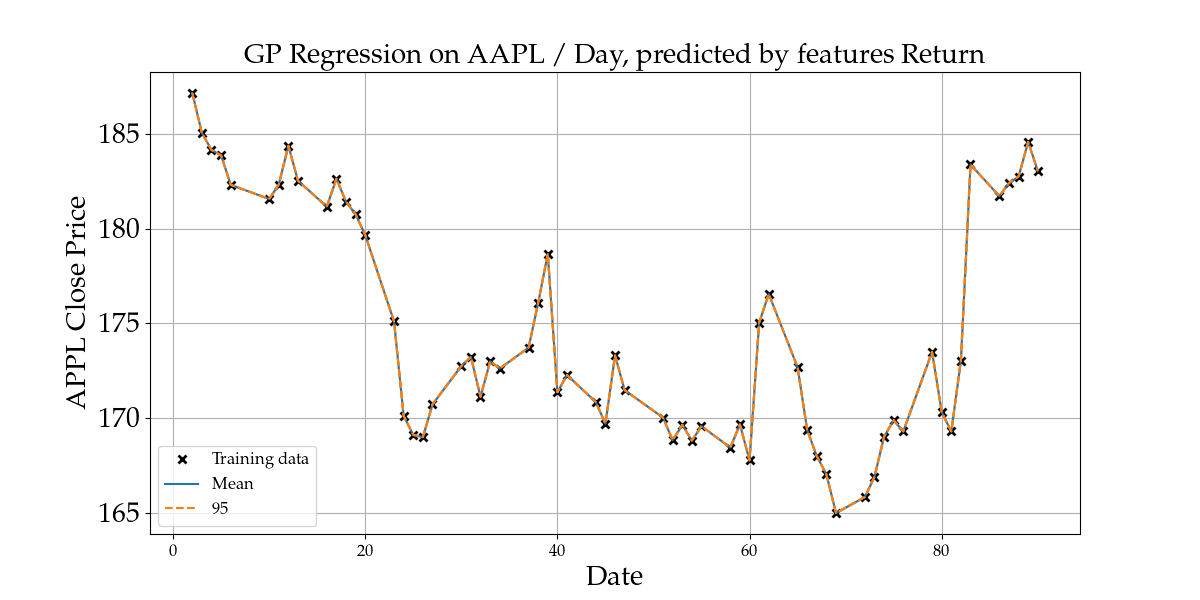 GP Regression on AAPL / Day, predicted by features Return
APPL Close Price
185
180
175
170
165
Training data
Mean
95
0 20 40 60 80
Date